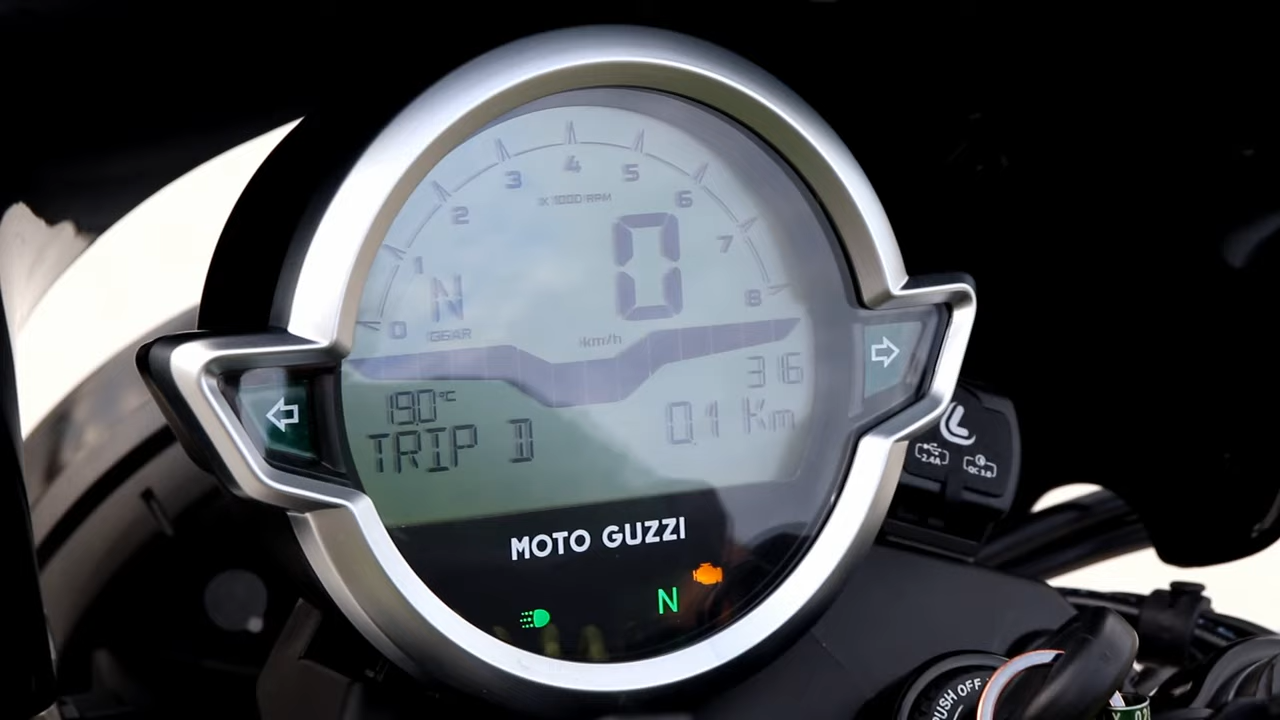 4
3 5
X 1000 RPM
2 6
7
1
N 0
8
0 GEAR
km/h
316
19.0 °C
TRIP D 0.1 Km
2.4A QC 3.0
MOTO GUZZI
N
PUSH OFF